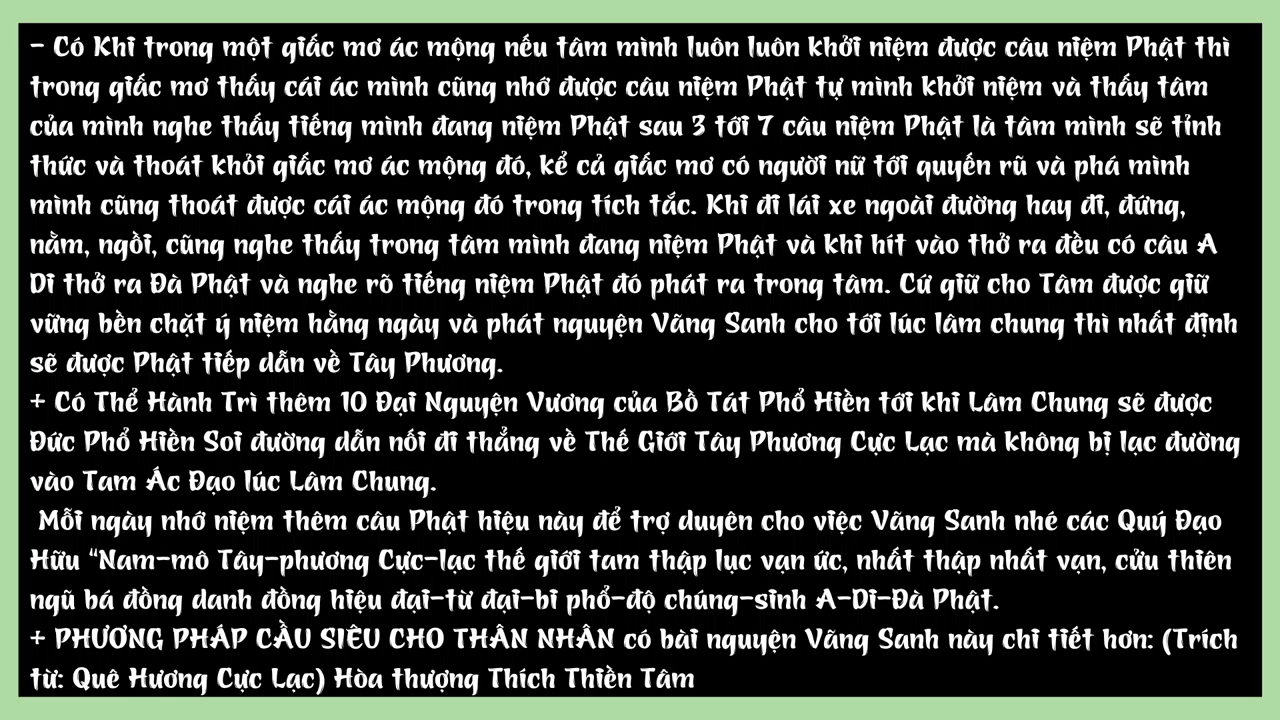 - Có Khi trong một giấc mơ ác mộng nếu tâm mình luôn luôn khởi niệm được câu niệm Phật thì
trong giấc mơ thấy cái ác mình cũng nhớ được câu niệm Phật tự mình khởi niệm và thấy tâm
của mình nghe thấy tiếng mình đang niệm Phật sau 3 tới 7 câu niệm Phật là tâm mình sẽ tỉnh
thức và thoát khỏi giấc mơ ác mộng đó, kể cả giấc mơ có người nữ tới quyến rũ và phá mình
mình cũng thoát được cái ác mộng đó trong tích tắc. Khi đi lái xe ngoài đường hay đi, đứng,
nằm, ngồi, cũng nghe thấy trong tâm mình đang niệm Phật và khi hít vào thở ra đều có câu A
Di thở ra Đà Phật và nghe rõ tiếng niệm Phật đó phát ra trong tâm. Cứ giữ cho Tâm được giữ
vững bền chặt ý niệm hằng ngày và phát nguyện Vãng Sanh cho tới lúc lâm chung thì nhất định
sẽ được Phật tiếp dẫn về Tây Phương.
+ Có Thể Hành Trì thêm 10 Đại Nguyện Vương của Bồ Tát Phổ Hiền tới khi Lâm Chung sẽ được
Đức Phổ Hiền Soi đường dẫn nối đi thẳng về Thế Giới Tây Phương Cực Lạc mà không bị lạc đường
vào Tam Ác Đạo lúc Lâm Chung.
Mỗi ngày nhớ niệm thêm câu Phật hiệu này để trợ duyên cho việc Vãng Sanh nhé các Quý Đạo
Hữu "Nam-mô Tây-phương Cực-lạc thế giới tam thập lục vạn ức, nhất thập nhất vạn, cửu thiên
ngũ bá đồng danh đồng hiệu đại-từ đại-bi phổ-độ chúng-sinh A-Di-Đà Phật.
+ PHƯƠNG PHÁP CẦU SIÊU CHO THÂN NHÂN có bài nguyện Vãng Sanh này chi tiết hơn: (Trích
từ: Quê Hương Cực Lạc) Hòa thượng Thích Thiền Tâm